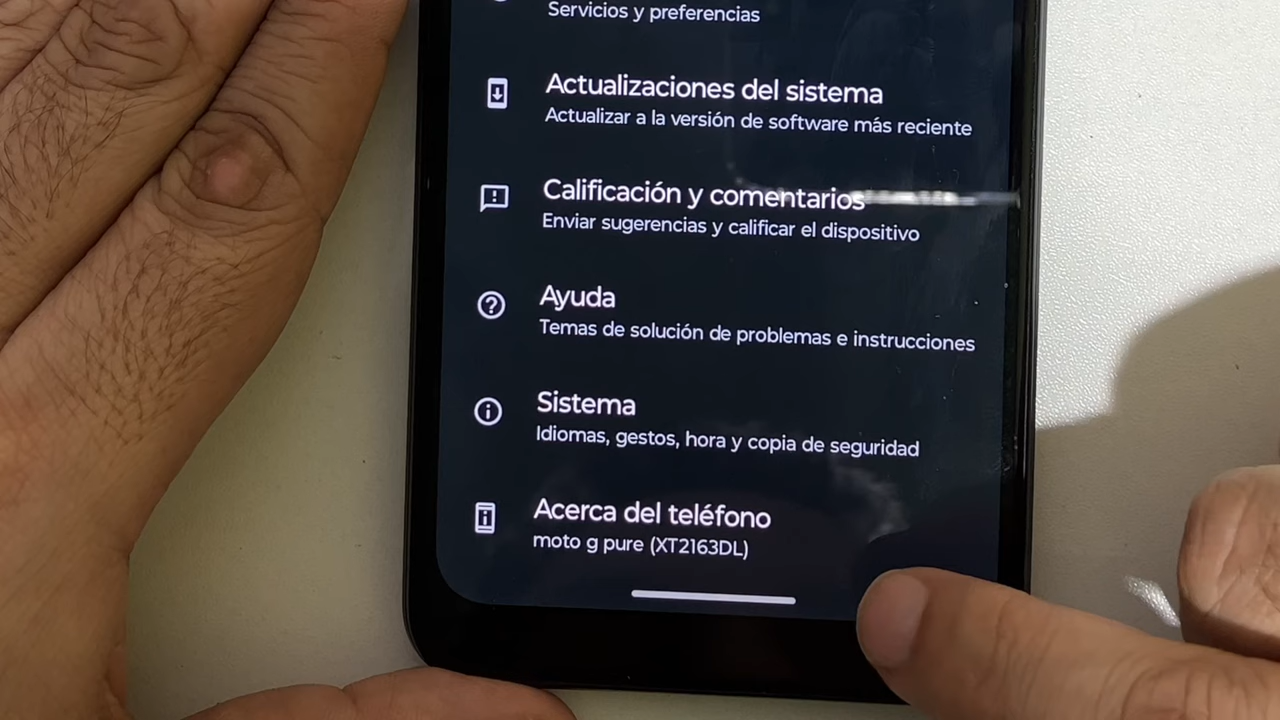 Servicios y preferencias
Actualizaciones del sistema
Actualizar a la versión de software más reciente
Calificación y comentarios
Enviar sugerencias y calificar el dispositivo
Ayuda
Temas de solución de problemas e instrucciones
Sistema
Idiomas, gestos, hora y copia de seguridad
Acerca del teléfono
moto g pure (XT2163DL)